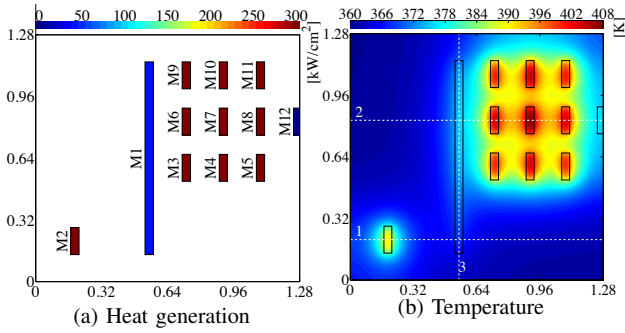 0 50 100 150 200 250 300
[kW/cm²]
1.28
0.96
0.64
0.32
0
M9 M10 M11
M6 M7 M8 M12
M1
M3 M4 M5
M2
0 0.32 0.64 0.96 1.28
(a) Heat generation
360 366 372 378 384 390 396 402 408
[K]
1.28
0.96
0.64
0.32
0
2
1
3
0 0.32 0.64 0.96 1.28
(b) Temperature